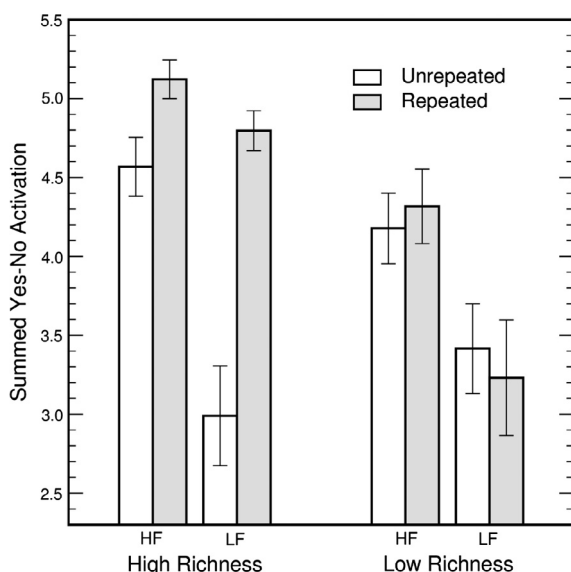 5.5
5.0
4.5
4.0
3.5
3.0
2.5
Summed Yes-No Activation
Unrepeated
Repeated
HF LF HF LF
High Richness Low Richness